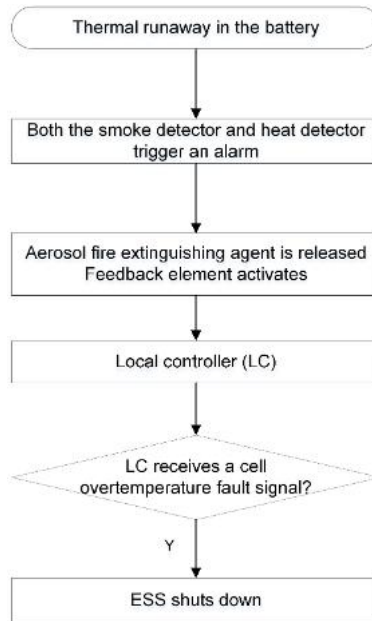 Thermal runaway in the battery
Both the smoke detector and heat detector
trigger an alarm
Aerosol fire extinguishing agent is released
Feedback element activates
Local controller (LC)
LC receives a cell
overtemperature fault signal?
Y
ESS shuts down